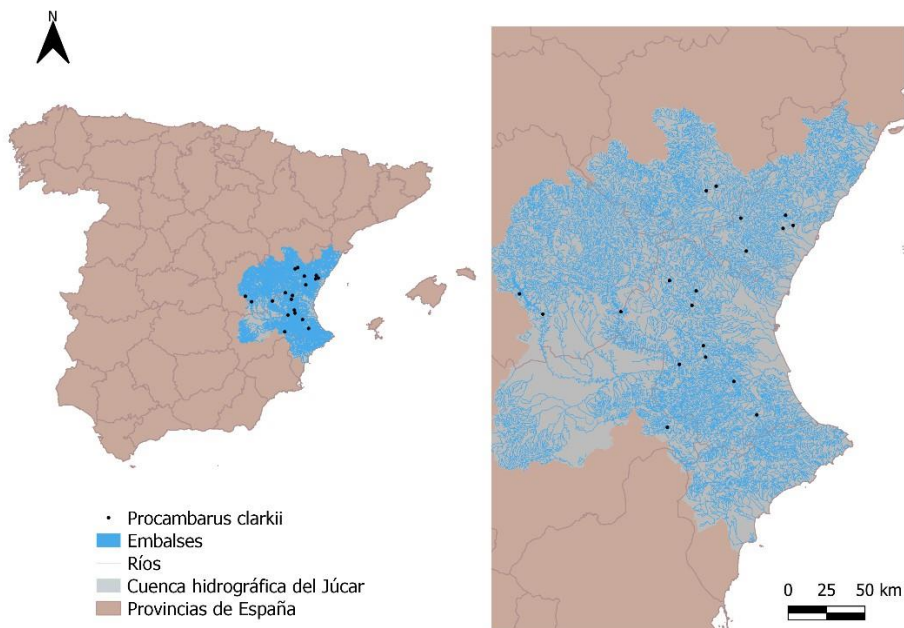 N
Procambarus clarkii
Embalses
Ríos
Cuenca hidrográfica del Júcar
Provincias de España
0 25 50 km